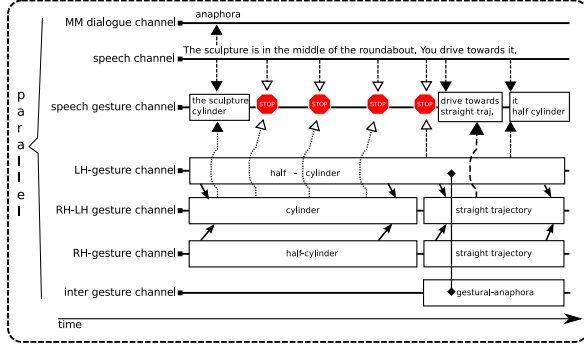 MM dialogue channel
anaphora
speech channel
The sculpture is in the middle of the roundabout. You drive towards it.
speech gesture channel
the sculpture
cylinder
STOP
STOP
STOP
STOP
drive towards
straight traj.
it
half cylinder
LH-gesture channel
half - cylinder
RH-LH gesture channel
cylinder
straight trajectory
RH-gesture channel
half-cylinder
straight trajectory
inter gesture channel
gestural-anaphora
parallel
time